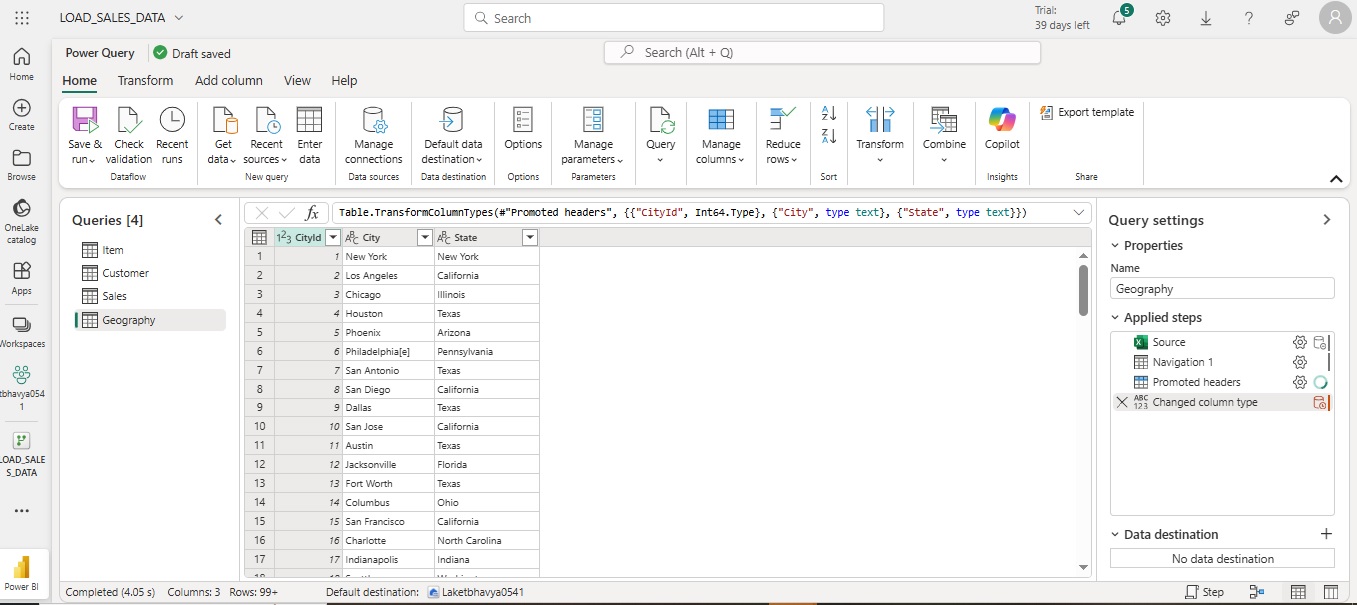 LOAD_SALES_DATA
Search
Trial:
39 days left
5
Home
Create
Browse
OneLake
catalog
Apps
Workspaces
tbhavya054
1
LOAD_SALE
S_DATA
Power BI
Power Query
Draft saved
Search (Alt + Q)
Home Transform Add column View Help
Save &
run
Check
validation
Recent
runs
Dataflow
Get
data
Recent
sources
Enter
data
New query
Manage
connections
Data sources
Default data
destination
Data destination
Options
Options
Manage
parameters
Parameters
Query
Manage
columns
Reduce
rows
Sort
Transform
Combine
Copilot
Insights
Export template
Share
Queries [4]
Item
Customer
Sales
Geography
fx Table.TransformColumnTypes(#"Promoted headers", {{"CityId", Int64.Type}, {"City", type text}, {"State", type text}})
123 CityId ABC City ABC State
1 1 New York New York
2 2 Los Angeles California
3 3 Chicago Illinois
4 4 Houston Texas
5 5 Phoenix Arizona
6 6 Philadelphia[e] Pennsylvania
7 7 San Antonio Texas
8 8 San Diego California
9 9 Dallas Texas
10 10 San Jose California
11 11 Austin Texas
12 12 Jacksonville Florida
13 13 Fort Worth Texas
14 14 Columbus Ohio
15 15 San Francisco California
16 16 Charlotte North Carolina
17 17 Indianapolis Indiana
Query settings
Properties
Name
Geography
Applied steps
Source
Navigation 1
Promoted headers
ABC
123 Changed column type
Data destination
No data destination
Completed (4.05 s) Columns: 3 Rows: 99+
Default destination: Laketbhavya0541
Step